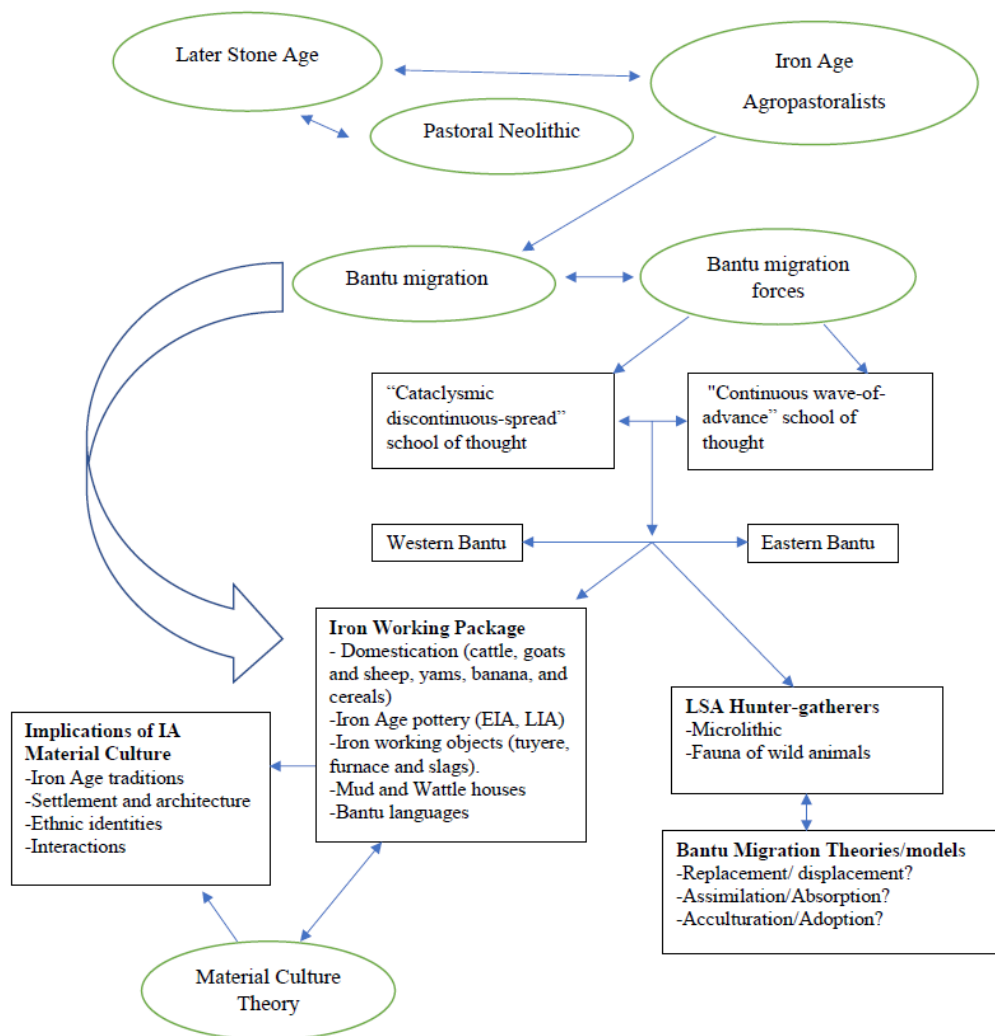 Later Stone Age
Iron Age
Agropastoralists
Pastoral Neolithic
Bantu migration
Bantu migration
forces
“Cataclysmic
discontinuous-spread”
school of thought
"Continuous wave-of-
advance” school of
thought
Western Bantu
Eastern Bantu
Iron Working Package
- Domestication (cattle, goats
and sheep, yams, banana, and
cereals)
-Iron Age pottery (EIA, LIA)
-Iron working objects (tuyere,
furnace and slags).
-Mud and Wattle houses
-Bantu languages
LSA Hunter-gatherers
-Microlithic
-Fauna of wild animals
Implications of IA
Material Culture
-Iron Age traditions
-Settlement and architecture
-Ethnic identities
-Interactions
Bantu Migration Theories/models
-Replacement/ displacement?
-Assimilation/Absorption?
-Acculturation/Adoption?
Material Culture
Theory